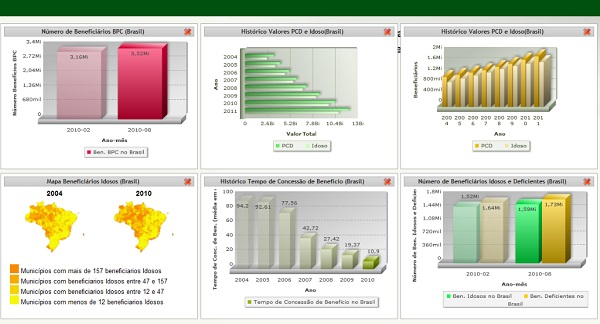 Número de Beneficiários BPC (Brasil)
Número Benefícios BPC
3,4Mi
2,72Mi
2,04Mi
1,36Mi
680mil
0
3,16Mi
3,32Mi
2010-02
2010-08
Ano-mês
Ben. BPC no Brasil
Histórico Valores PCD e Idoso(Brasil)
Ano
2004
2005
2006
2007
2008
2009
2010
2011
0
2.6Bi
5.2Bi
7.8Bi
10.4Bi
13Bi
Valor Total
PCD
Idoso
Histórico Valores PCD e Idoso(Brasil)
Beneficiários
2Mi
1.6Mi
1.2Mi
800mil
400mil
0
200 4
200 5
200 6
200 7
200 8
200 9
201 0
201 1
Ano
PCD
Idoso
Mapa Beneficiários Idosos (Brasil)
2004
2010
Municípios com mais de 157 beneficiarios Idosos
Municípios com beneficiarios Idosos entre 47 e 157
Municípios com beneficiarios Idosos entre 12 e 47
Municípios com menos de 12 beneficiarios Idosos
Histórico Tempo de Concessão de Benefício (Brasil)
Tempo de Conc. de Ben. (média em
100
80
60
40
20
0
94,2
92,61
77,56
42,72
27,42
19,37
10,9
2004
2005
2006
2007
2008
2009
2010
Ano
Tempo de Concessão de Benefício no Brasil
Número de Beneficiários Idosos e Deficientes (Brasil)
Número de Ben. Idosos e Deficie
1,8Mi
1,44Mi
1,08Mi
720mil
360mil
0
1,52Mi
1,64Mi
1,59Mi
1,73Mi
2010-02
2010-08
Ano-mês
Ben. Idosos no Brasil
Ben. Deficientes no Brasil